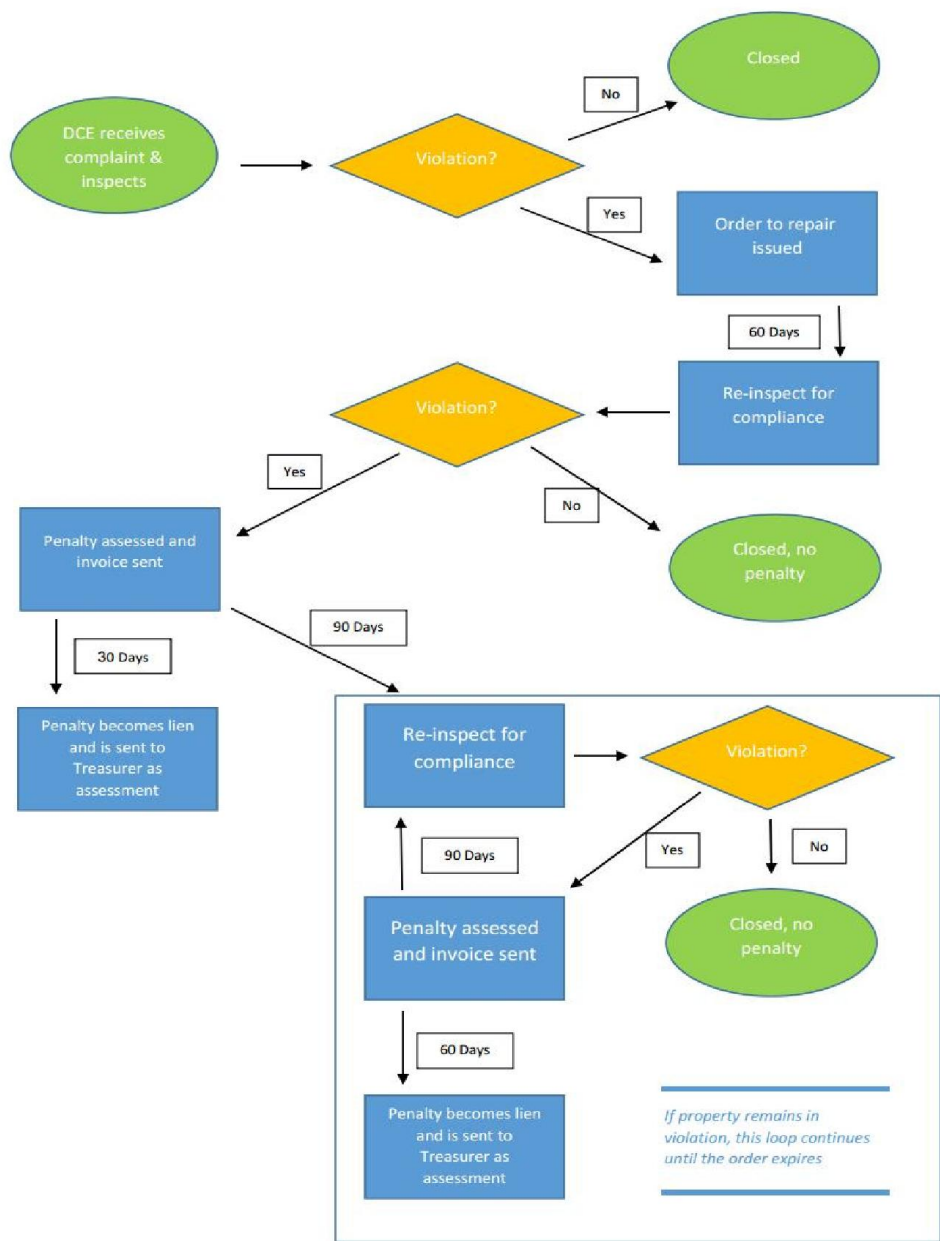 Closed
No
DCE receives
complaint &
inspects
Violation?
Yes
Order to repair
issued
60 Days
Re-inspect for
compliance
Violation?
Yes
No
Penalty assessed and
invoice sent
Closed, no
penalty
90 Days
30 Days
Penalty becomes lien
and is sent to
Treasurer as
assessment
Re-inspect for
compliance
Violation?
90 Days
Yes
No
Penalty assessed
and invoice sent
Closed, no
penalty
60 Days
Penalty becomes lien
and is sent to
Treasurer as
assessment
If property remains in
violation, this loop continues
until the order expires